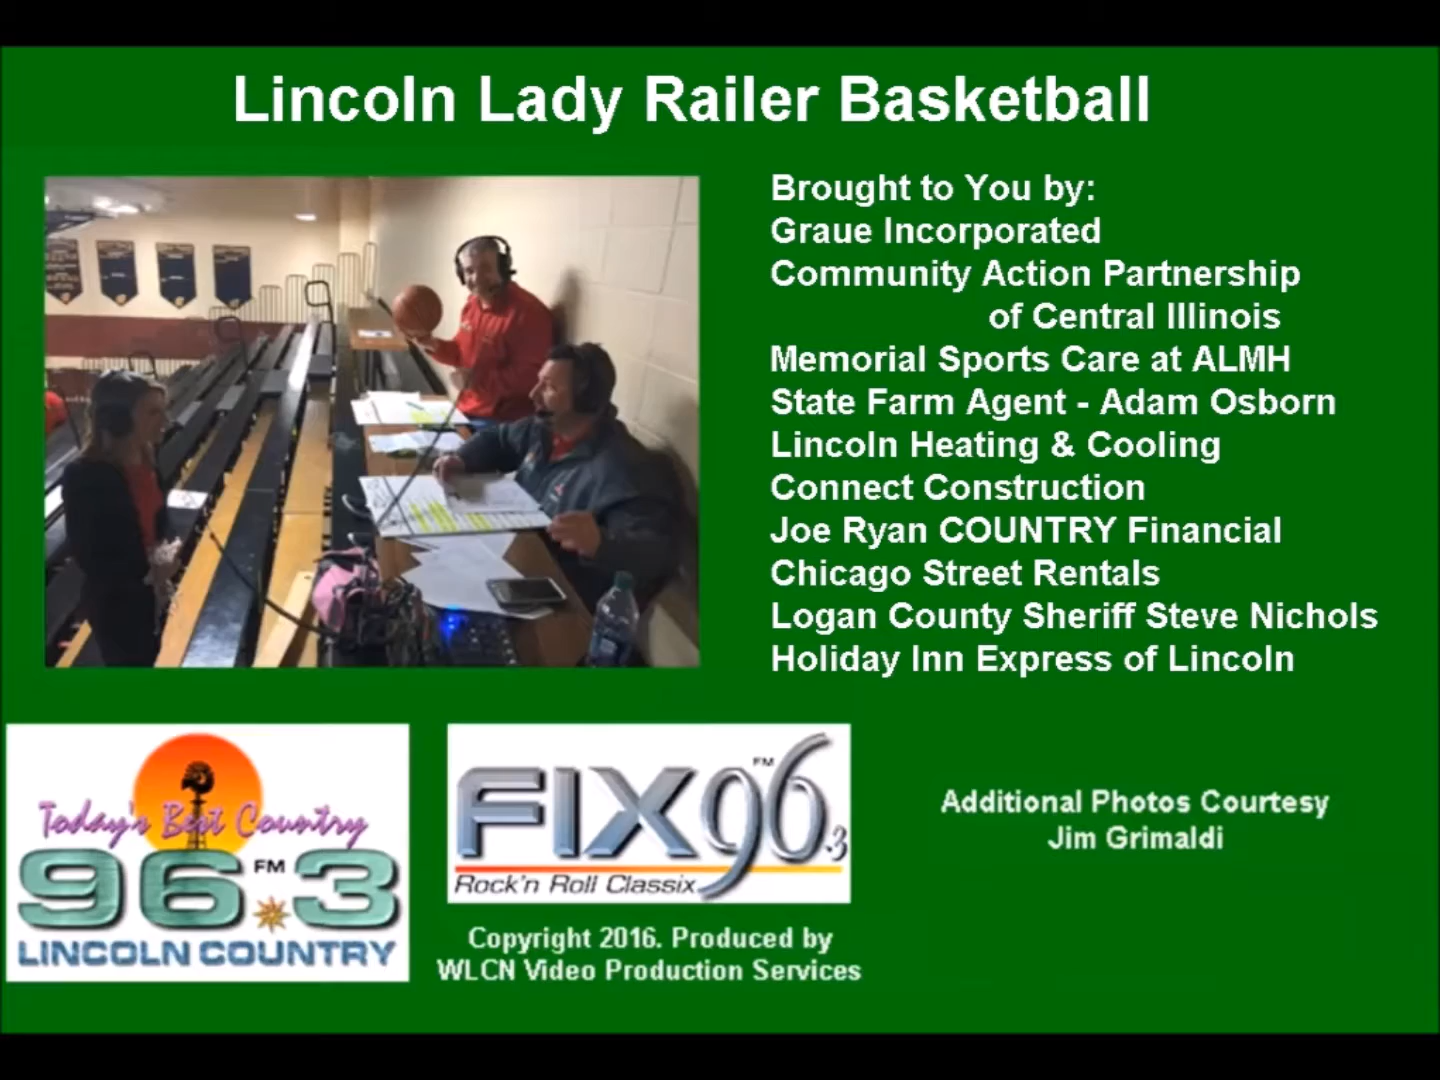 Lincoln Lady Railer Basketball
Brought to You by:
Graue Incorporated
Community Action Partnership
of Central Illinois
Memorial Sports Care at ALMH
State Farm Agent - Adam Osborn
Lincoln Heating & Cooling
Connect Construction
Joe Ryan COUNTRY Financial
Chicago Street Rentals
Logan County Sheriff Steve Nichols
Holiday Inn Express of Lincoln
Today's Best Country
96.3 FM
LINCOLN COUNTRY
FIX 96.3 FM
Rock'n Roll Classix
Copyright 2016. Produced by
WLCN Video Production Services
Additional Photos Courtesy
Jim Grimaldi